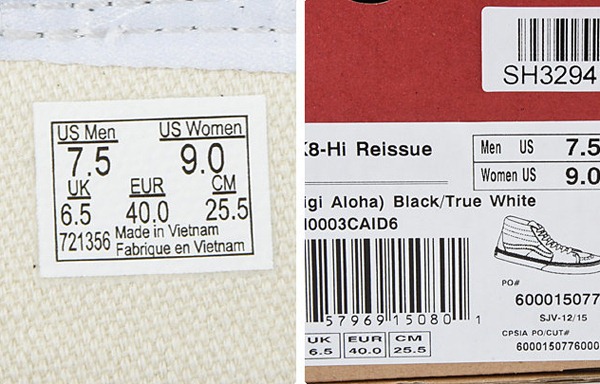 US Men US Women
7.5 9.0
UK EUR CM
6.5 40.0 25.5
721356 Made in Vietnam
Fabrique en Vietnam
SH3294
K8-Hi Reissue
Men US 7.5
Women US 9.0
igi Aloha) Black/True White
0003CAID6
PO#
600015077
57969 15080 1
SJV-12/15
CPSIA PO/CUT#
6000150776000
UK EUR CM
6.5 40.0 25.5